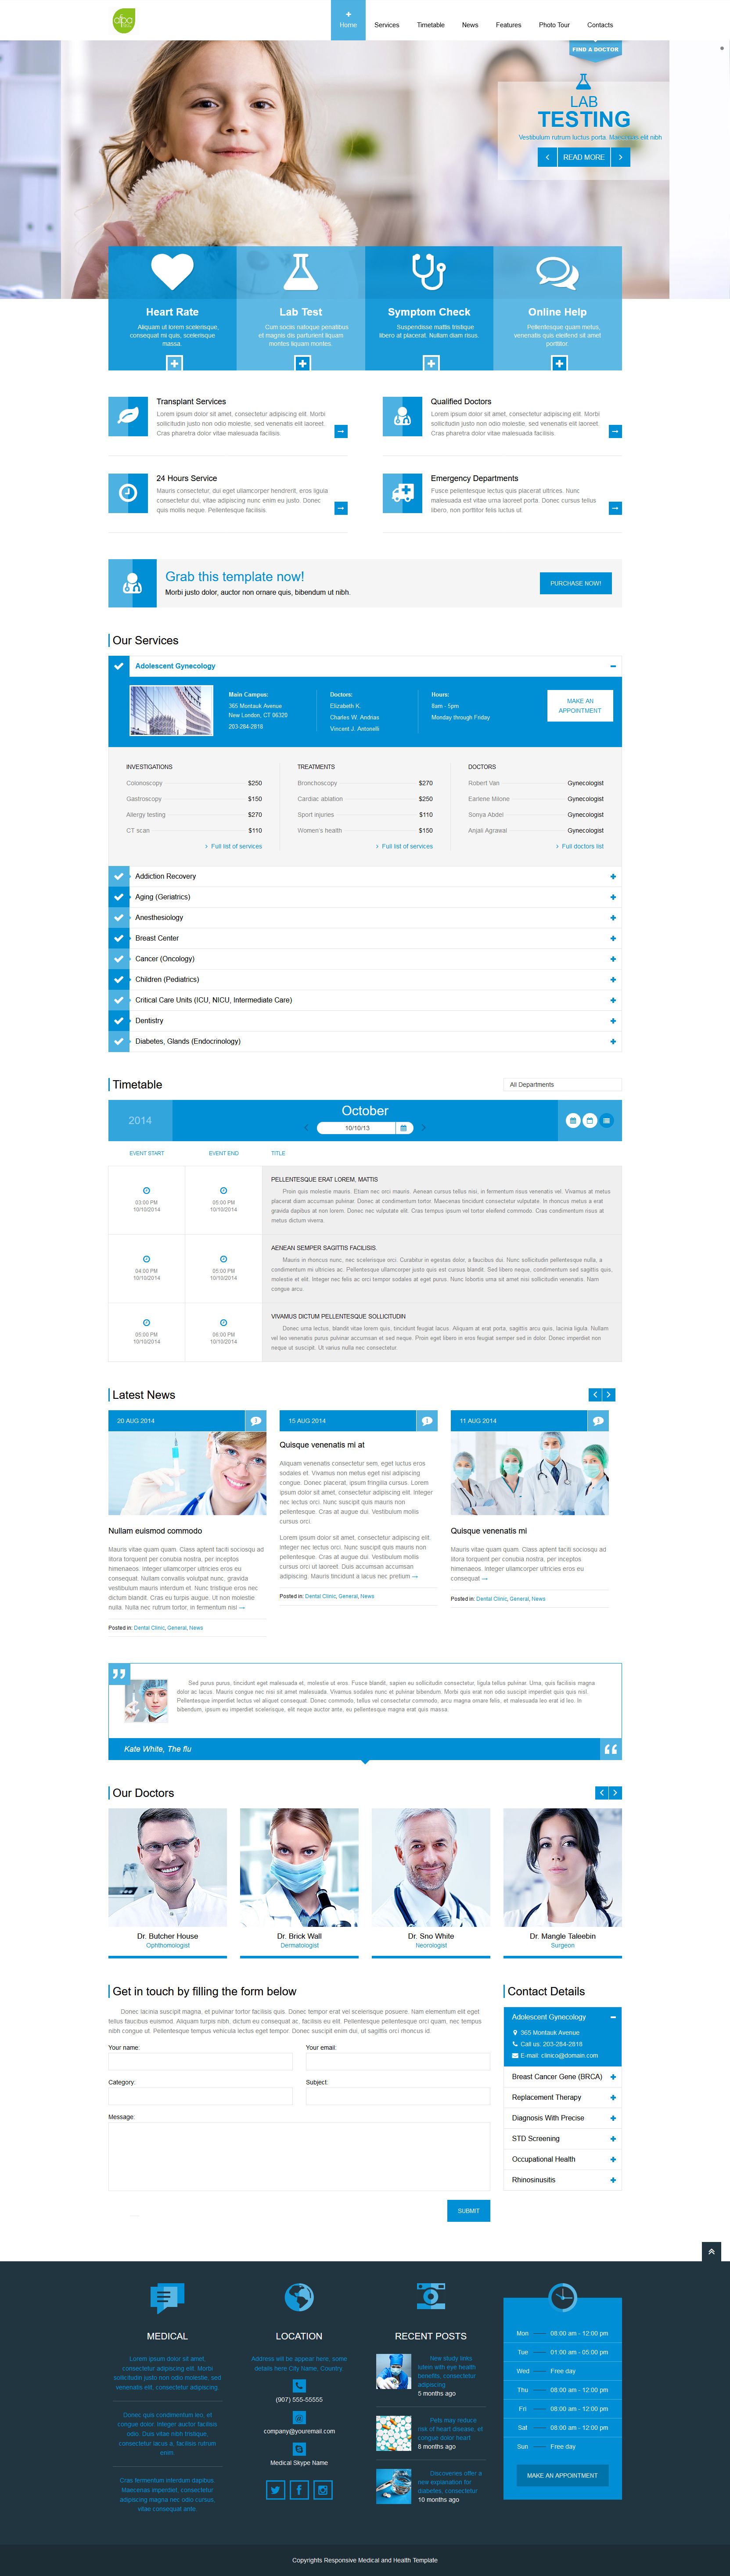 dfpa
Home
Services
Timetable
News
Features
Photo Tour
Contacts
FIND A DOCTOR
LAB
TESTING
Vestibulum rutrum luctus porta. Maecenas elit nibh
READ MORE
Heart Rate
Aliquam ut lorem scelerisque,
consequat mi quis, scelerisque
massa.
Lab Test
Cum sociis natoque penatibus
et magnis dis parturient liquam
montes liquam montes.
Symptom Check
Suspendisse mattis tristique
libero at placerat. Nullam diam risus.
Online Help
Pellentesque quam metus,
venenatis quis eleifend sit amet
porttitor.
Transplant Services
Lorem ipsum dolor sit amet, consectetur adipiscing elit. Morbi
sollicitudin justo non odio molestie, sed venenatis elit laoreet.
Cras pharetra dolor vitae malesuada facilisis.
Qualified Doctors
Lorem ipsum dolor sit amet, consectetur adipiscing elit. Morbi
sollicitudin justo non odio molestie, sed venenatis elit laoreet.
Cras pharetra dolor vitae malesuada facilisis.
24 Hours Service
Mauris consectetur, dui eget ullamcorper hendrerit, eros ligula
consectetur dui, vitae adipiscing nunc enim eu justo. Donec
quis mollis neque. Pellentesque facilisis.
Emergency Departments
Fusce pellentesque lectus quis placerat ultrices. Nunc
malesuada est vitae urna laoreet porta. Donec cursus tellus
libero, non porttitor felis luctus ut.
Grab this template now!
Morbi justo dolor, auctor non ornare quis, bibendum ut nibh.
PURCHASE NOW!
Our Services
Adolescent Gynecology
Main Campus:
365 Montauk Avenue
New London, CT 06320
203-284-2818
Doctors:
Elizabeth K.
Charles W. Andrias
Vincent J. Antonelli
Hours:
8am - 5pm
Monday through Friday
MAKE AN
APPOINTMENT
INVESTIGATIONS
Colonoscopy $250
Gastroscopy $150
Allergy testing $270
CT scan $110
Full list of services
TREATMENTS
Bronchoscopy $270
Cardiac ablation $250
Sport injuries $110
Women's health $150
Full list of services
DOCTORS
Robert Van Gynecologist
Earlene Milone Gynecologist
Sonya Abdel Gynecologist
Anjali Agrawal Gynecologist
Full doctors list
Addiction Recovery
Aging (Geriatrics)
Anesthesiology
Breast Center
Cancer (Oncology)
Children (Pediatrics)
Critical Care Units (ICU, NICU, Intermediate Care)
Dentistry
Diabetes, Glands (Endocrinology)
Timetable
All Departments
2014
October
10/10/13
EVENT START
EVENT END
TITLE
03:00 PM
10/10/2014
05:00 PM
10/10/2014
PELLENTESQUE ERAT LOREM, MATTIS
Proin quis molestie mauris. Etiam nec orci mauris. Aenean cursus tellus nisi, in fermentum risus venenatis vel. Vivamus at metus
placerat diam accumsan pulvinar. Donec at condimentum tortor. Maecenas tincidunt consectetur vulputate. In rhoncus metus a erat
gravida dapibus at non lorem. Donec nec vulputate elit. Cras tempus ipsum vel tortor eleifend commodo. Cras condimentum risus at
metus dictum viverra.
04:00 PM
10/10/2014
05:00 PM
10/10/2014
AENEAN SEMPER SAGITTIS FACILISIS.
Mauris in rhoncus nunc, nec scelerisque orci. Curabitur in egestas dolor, a faucibus dui. Nunc sollicitudin pellentesque nulla, a
condimentum mi ultricies ac. Pellentesque ullamcorper justo quis est cursus blandit. Sed libero neque, condimentum sed sagittis quis,
molestie et elit. Integer nec felis ac orci tempor sodales at eget purus. Nunc lobortis urna sit amet nisi sollicitudin venenatis. Nam
congue arcu.
05:00 PM
10/10/2014
06:00 PM
10/10/2014
VIVAMUS DICTUM PELLENTESQUE SOLLICITUDIN
Donec urna lectus, blandit vitae lorem quis, tincidunt feugiat lacus. Aliquam at erat porta, sagittis arcu quis, lacinia ligula. Nullam
vel leo venenatis purus pulvinar accumsan et sed neque. Proin eget libero in eros feugiat semper sed in dolor. Donec imperdiet non
neque ut suscipit. Ut varius nulla nec consectetur.
Latest News
20 AUG 2014
Nullam euismod commodo
Mauris vitae quam quam. Class aptent taciti sociosqu ad
litora torquent per conubia nostra, per inceptos
himenaeos. Integer ullamcorper ultricies eros eu
consequat. Nullam convallis volutpat nunc, gravida
vestibulum mauris interdum et. Nunc tristique eros nec
dictum blandit. Cras eu turpis augue. Ut non molestie
nulla. Nulla nec rutrum tortor, in fermentum nisl →
Posted in: Dental Clinic, General, News
15 AUG 2014
Quisque venenatis mi at
Aliquam venenatis consectetur sem, eget luctus eros
sodales et. Vivamus non metus eget nisi adipiscing
congue. Donec placerat, ipsum fringilla cursus. Lorem
ipsum dolor sit amet, consectetur adipiscing elit. Integer
nec lectus orci. Nunc suscipit quis mauris non
pellentesque. Cras at augue dui. Vestibulum mollis
cursus orci.
Lorem ipsum dolor sit amet, consectetur adipiscing elit.
Integer nec lectus orci. Nunc suscipit quis mauris non
pellentesque. Cras at augue dui. Vestibulum mollis
cursus orci ut laoreet. Duis accumsan accumsan
adipiscing. Mauris tincidunt a lacus nec pretium →
Posted in: Dental Clinic, General, News
11 AUG 2014
Quisque venenatis mi
Mauris vitae quam quam. Class aptent taciti sociosqu ad
litora torquent per conubia nostra, per inceptos
himenaeos. Integer ullamcorper ultricies eros eu
consequat →
Posted in: Dental Clinic, General, News
Sed purus purus, tincidunt eget malesuada et, molestie ut eros. Fusce blandit, sapien eu sollicitudin consectetur, ligula tellus pulvinar. Urna, quis facilisis magna
dolor ac lacus. Mauris congue nec nisi sit amet malesuada. Vivamus sodales nunc et pulvinar bibendum. Morbi quis erat non odio suscipit imperdiet quis quis nisl.
Pellentesque imperdiet lectus vel aliquet consequat. Donec commodo, tellus vel consectetur commodo, arcu magna ornare felis, et malesuada leo erat id leo. In
bibendum, ipsum eu imperdiet scelerisque, elit neque auctor ante, eu pellentesque magna erat quis massa.
Kate White, The flu
Our Doctors
Dr. Butcher House
Ophthomologist
Dr. Brick Wall
Dermatologist
Dr. Sno White
Neorologist
Dr. Mangle Taleebin
Surgeon
Get in touch by filling the form below
Donec lacinia suscipit magna, et pulvinar tortor facilisis quis. Donec tempor erat vel scelerisque posuere. Nam elementum elit eget
tellus faucibus euismod. Aliquam turpis nibh, dictum eu consequat ac, facilisis eu elit. Pellentesque pellentesque orci quam, nec tempus
nibh congue ut. Pellentesque tempus vehicula lectus eget tempor. Donec suscipit enim dui, ut sagittis orci rhoncus id.
Your name:
Your email:
Category:
Subject:
Message:
SUBMIT
Contact Details
Adolescent Gynecology
365 Montauk Avenue
Call us: 203-284-2818
E-mail: clinico@domain.com
Breast Cancer Gene (BRCA)
Replacement Therapy
Diagnosis With Precise
STD Screening
Occupational Health
Rhinosinusitis
MEDICAL
Lorem ipsum dolor sit amet,
consectetur adipiscing elit. Morbi
sollicitudin justo non odio molestie, sed
venenatis elit, consectetur adipiscing.
Donec quis condimentum leo, et
congue dolor. Integer auctor facilisis
odio. Duis vitae nibh tristique,
consectetur lacus a, facilisis rutrum
enim.
Cras fermentum interdum dapibus.
Maecenas imperdiet, consectetur
adipiscing magna nec odio cursus,
vitae consequat ante.
LOCATION
Address will be appear here, some
details here City Name, Country.
(907) 555-55555
company@youremail.com
Medical Skype Name
RECENT POSTS
New study links
lutein with eye health
benefits, consectetur
adipiscing
5 months ago
Pets may reduce
risk of heart disease, et
congue dolor heart
8 months ago
Discoveries offer a
new explanation for
diabetes, consectetur
10 months ago
Mon 08:00 am - 12:00 pm
Tue 01:00 am - 05:00 pm
Wed Free day
Thu 08:00 am - 12:00 pm
Fri 08:00 am - 12:00 pm
Sat 08:00 am - 12:00 pm
Sun Free day
MAKE AN APPOINTMENT
Copyrights Responsive Medical and Health Template